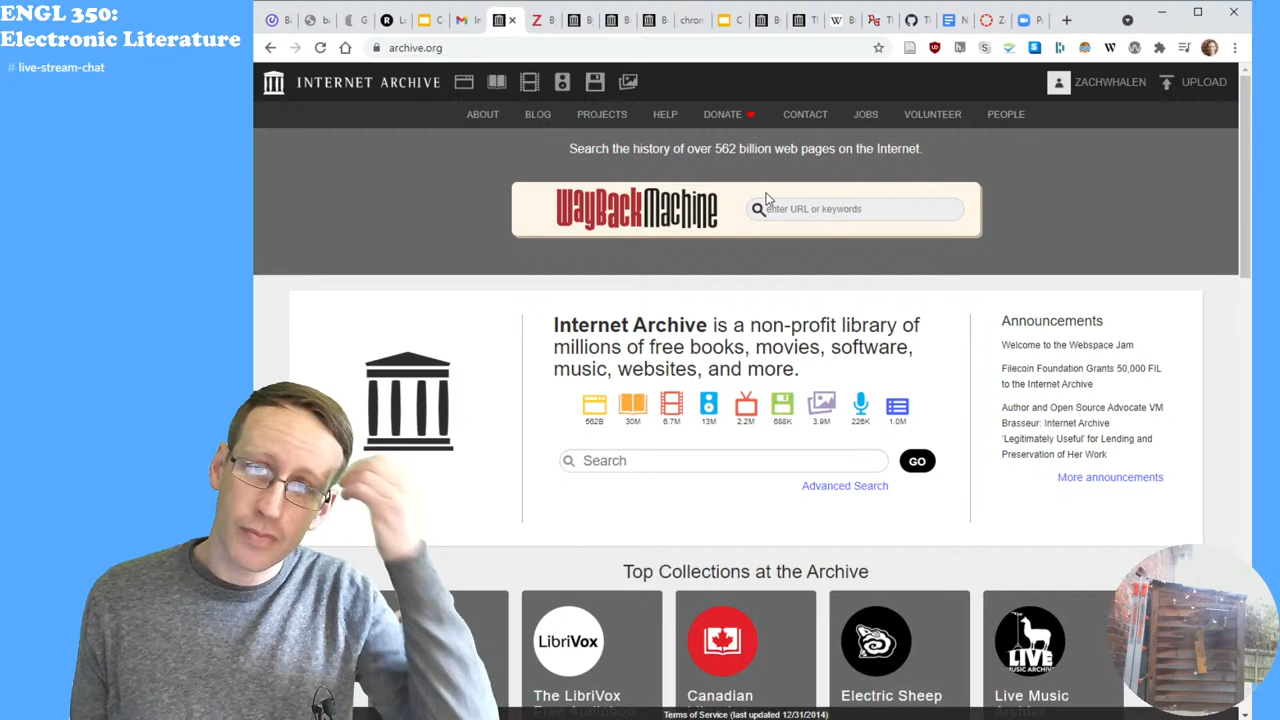 ENGL 350:
Electronic Literature
# live-stream-chat
archive.org
INTERNET ARCHIVE
ZACHWHALEN
UPLOAD
ABOUT BLOG PROJECTS HELP DONATE CONTACT JOBS VOLUNTEER PEOPLE
Search the history of over 562 billion web pages on the Internet.
WayBackMachine
enter URL or keywords
Internet Archive is a non-profit library of
millions of free books, movies, software,
music, websites, and more.
562B 30M 6.7M 13M 2.2M 688K 3.9M 226K 1.0M
Search
GO
Advanced Search
Announcements
Welcome to the Webspace Jam
Filecoin Foundation Grants 50,000 FIL
to the Internet Archive
Author and Open Source Advocate VM
Brasseur: Internet Archive
'Legitimately Useful' for Lending and
Preservation of Her Work
More announcements
Top Collections at the Archive
LibriVox
The LibriVox
Canadian
Electric Sheep
LIVE
MUSIC ARCHIVE
Live Music
Terms of Service (last updated 12/31/2014)